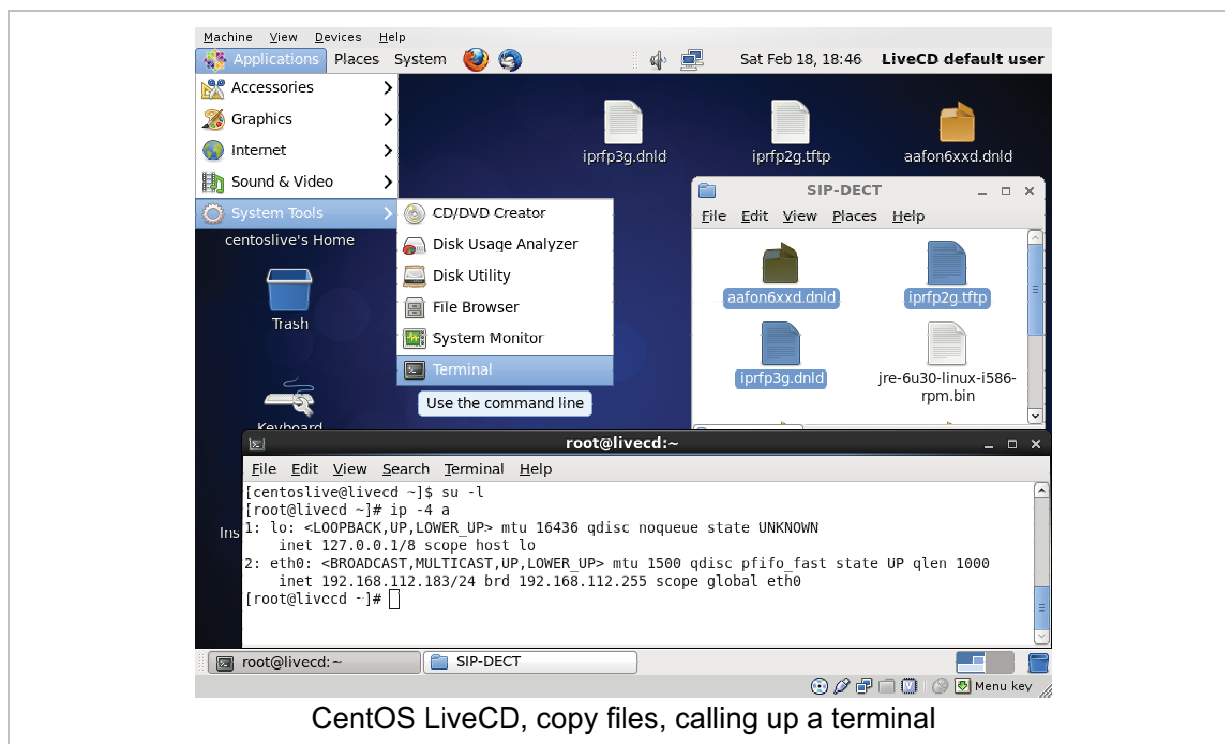 Machine View Devices Help
Applications Places System Sat Feb 18, 18:46 LiveCD default user
Accessories
Graphics
Internet
Sound & Video
System Tools
CD/DVD Creator
Disk Usage Analyzer
Disk Utility
File Browser
System Monitor
Terminal
Use the command line
iprfp3g.dnld
iprfp2g.tftp
aafon6xxd.dnld
centoslive's Home
Trash
Keyboard
Ins
SIP-DECT
File Edit View Places Help
aafon6xxd.dnld
iprfp2g.tftp
iprfp3g.dnld
jre-6u30-linux-i586-
rpm.bin
root@livecd:~
File Edit View Search Terminal Help
[centoslive@livecd ~]$ su -l
[root@livecd ~]# ip -4 a
1: lo: <LOOPBACK,UP,LOWER_UP> mtu 16436 qdisc noqueue state UNKNOWN
inet 127.0.0.1/8 scope host lo
2: eth0: <BROADCAST,MULTICAST,UP,LOWER_UP> mtu 1500 qdisc pfifo_fast state UP qlen 1000
inet 192.168.112.183/24 brd 192.168.112.255 scope global eth0
[root@livecd ~]#
root@livecd:~
SIP-DECT
Menu key
CentOS LiveCD, copy files, calling up a terminal